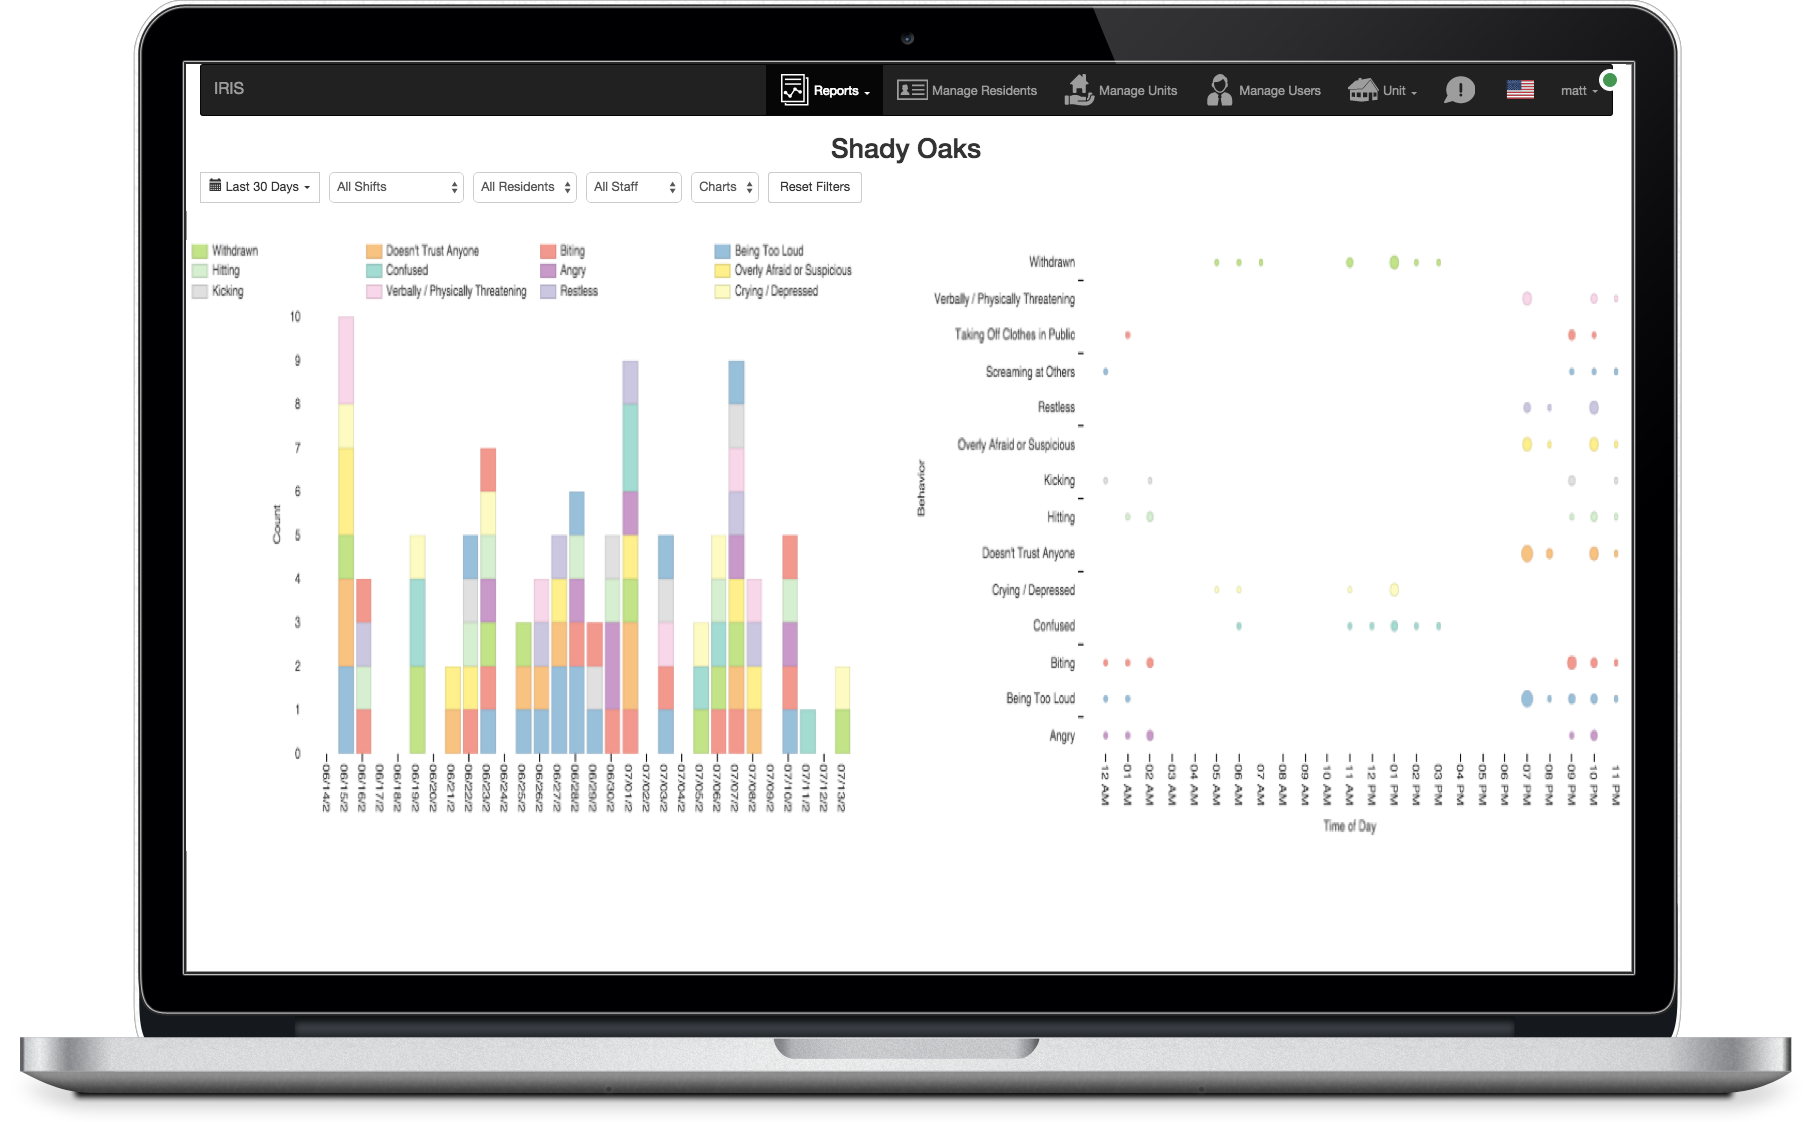 IRIS
Reports
Manage Residents
Manage Units
Manage Users
Unit
matt
Shady Oaks
Last 30 Days
All Shifts
All Residents
All Staff
Charts
Reset Filters
Withdrawn
Doesn't Trust Anyone
Biting
Being Too Loud
Hitting
Confused
Angry
Overly Afraid or Suspicious
Kicking
Verbally / Physically Threatening
Restless
Crying / Depressed
10
9
8
7
6
5
4
3
2
1
0
Count
06/14/2
06/15/2
06/16/2
06/17/2
06/18/2
06/19/2
06/20/2
06/21/2
06/22/2
06/23/2
06/24/2
06/25/2
06/26/2
06/27/2
06/28/2
06/29/2
06/30/2
07/01/2
07/02/2
07/03/2
07/04/2
07/05/2
07/06/2
07/07/2
07/08/2
07/09/2
07/10/2
07/11/2
07/12/2
07/13/2
Behavior
Withdrawn
Verbally / Physically Threatening
Taking Off Clothes in Public
Screaming at Others
Restless
Overly Afraid or Suspicious
Kicking
Hitting
Doesn't Trust Anyone
Crying / Depressed
Confused
Biting
Being Too Loud
Angry
12 AM
01 AM
02 AM
03 AM
04 AM
05 AM
06 AM
07 AM
08 AM
09 AM
10 AM
11 AM
12 PM
01 PM
02 PM
03 PM
04 PM
05 PM
06 PM
07 PM
08 PM
09 PM
10 PM
11 PM
Time of Day